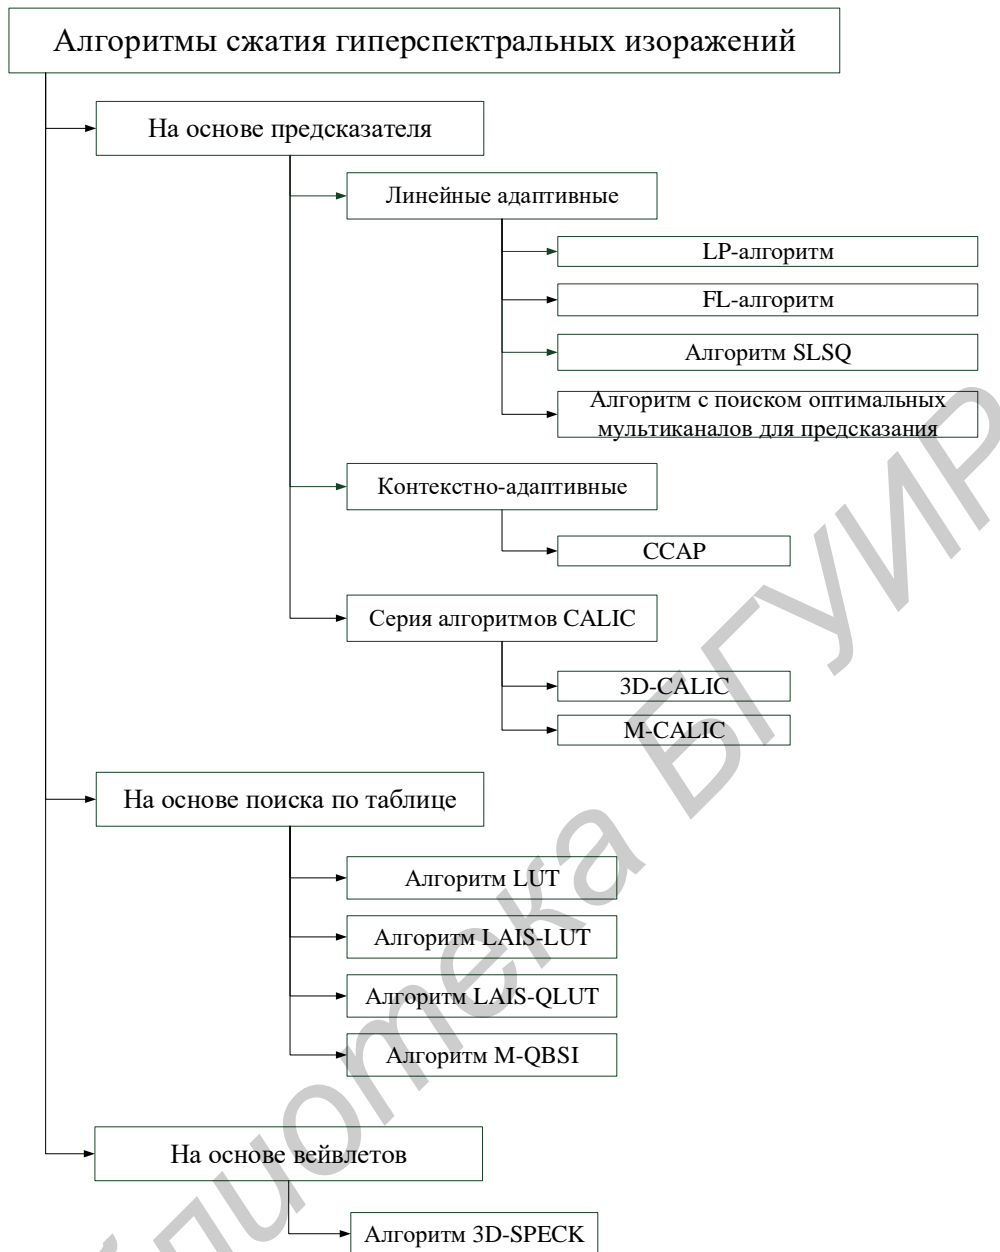 Алгоритмы сжатия гиперспектральных изоражений
На основе предсказателя
Линейные адаптивные
LP-алгоритм
FL-алгоритм
Алгоритм SLSQ
Алгоритм с поиском оптимальных
мультиканалов для предсказания
Контекстно-адаптивные
CCAP
Серия алгоритмов CALIC
3D-CALIC
M-CALIC
На основе поиска по таблице
Алгоритм LUT
Алгоритм LAIS-LUT
Алгоритм LAIS-QLUT
Алгоритм M-QBSI
На основе вейвлетов
Алгоритм 3D-SPECK
блиотека БГУИР